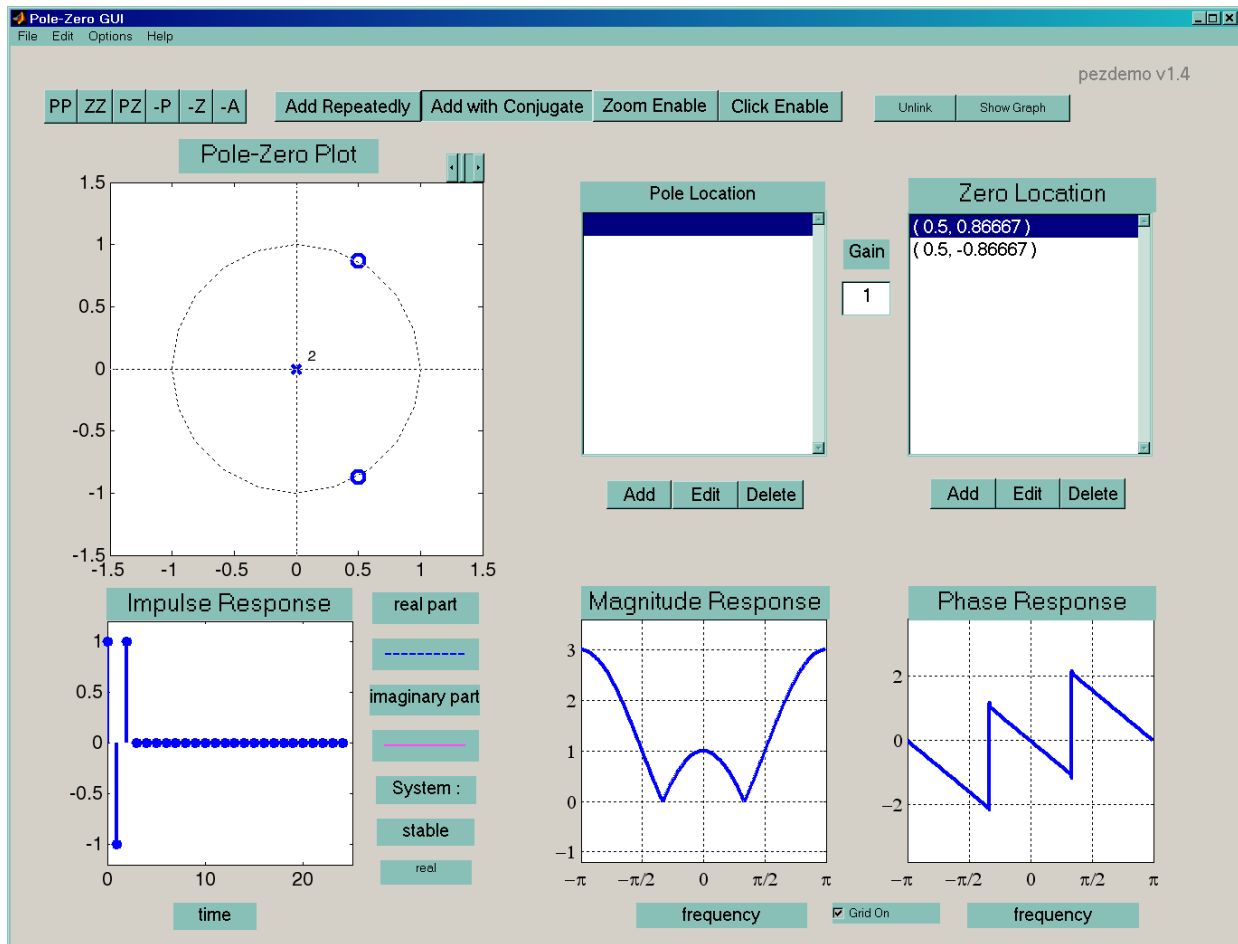 Pole-Zero GUI
File Edit Options Help
pezdemo v1.4
PP ZZ PZ -P -Z -A Add Repeatedly Add with Conjugate Zoom Enable Click Enable Unlink Show Graph
Pole-Zero Plot
1.5
1
0.5
0
-0.5
-1
-1.5
2
-1.5 -1 -0.5 0 0.5 1 1.5
Pole Location
Add Edit Delete
Gain
1
Zero Location
( 0.5, 0.86667 )
( 0.5, -0.86667 )
Add Edit Delete
Impulse Response
1
0.5
0
-0.5
-1
0 10 20
time
real part
imaginary part
System :
stable
real
Magnitude Response
3
2
1
0
−1
−π −π/2 0 π/2 π
frequency
Grid On
Phase Response
2
0
−2
−π −π/2 0 π/2 π
frequency